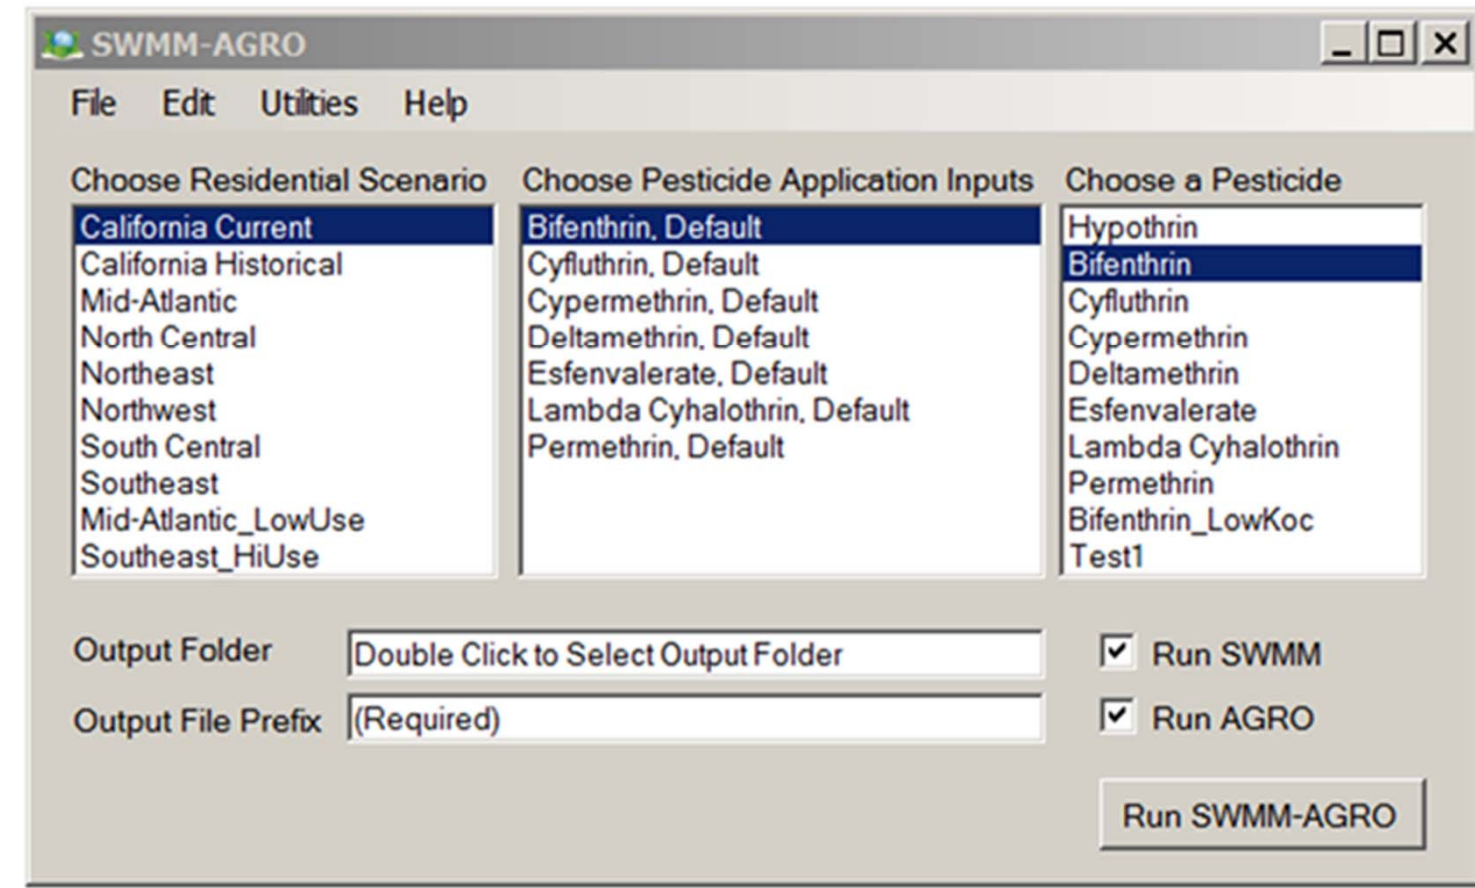 SWMM-AGRO
File Edit Utilities Help
Choose Residential Scenario
California Current
California Historical
Mid-Atlantic
North Central
Northeast
Northwest
South Central
Southeast
Mid-Atlantic_LowUse
Southeast_HiUse
Choose Pesticide Application Inputs
Bifenthrin, Default
Cyfluthrin, Default
Cypermethrin, Default
Deltamethrin, Default
Esfenvalerate, Default
Lambda Cyhalothrin, Default
Permethrin, Default
Choose a Pesticide
Hypothrin
Bifenthrin
Cyfluthrin
Cypermethrin
Deltamethrin
Esfenvalerate
Lambda Cyhalothrin
Permethrin
Bifenthrin_LowKoc
Test1
Output Folder Double Click to Select Output Folder
Output File Prefix (Required)
Run SWMM
Run AGRO
Run SWMM-AGRO